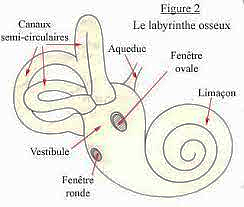 Figure 2
Le labyrinthe osseux
Canaux
semi-circulaires
Aqueduc
Fenêtre
ovale
Limaçon
Vestibule
Fenêtre
ronde